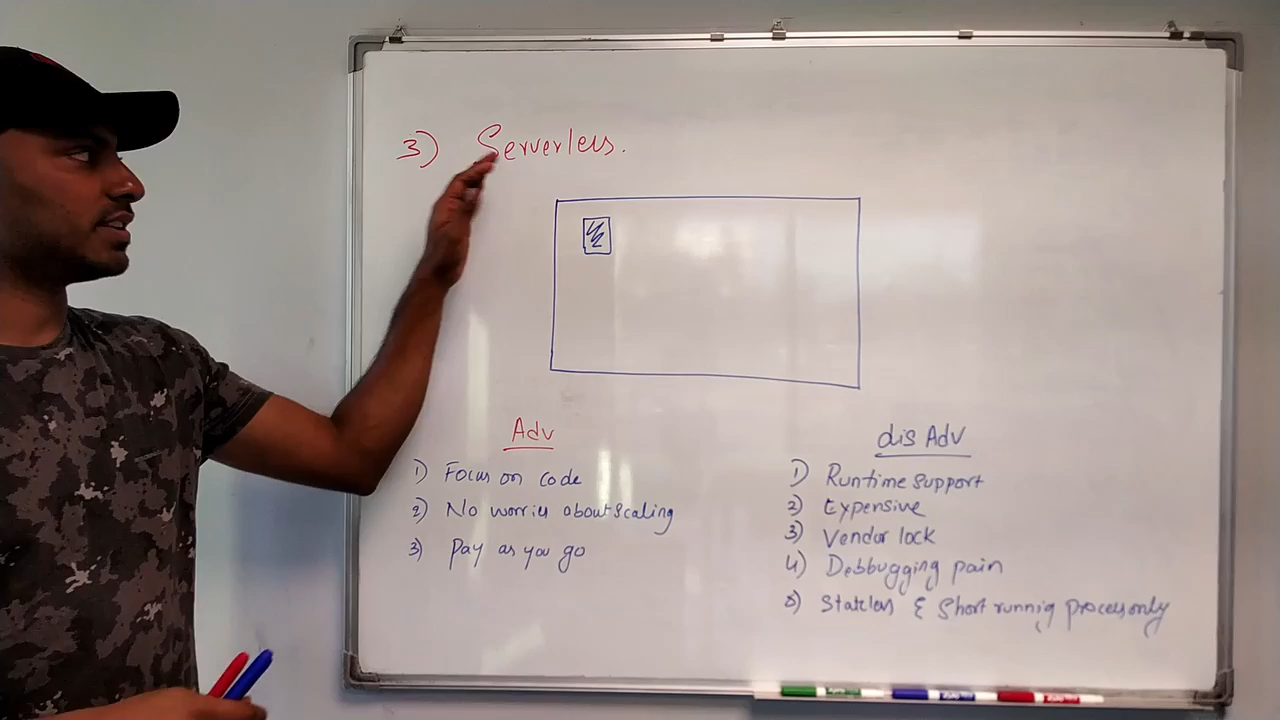 3) Serverless.
Adv
1) Focus on code
2) No worries about scaling
3) Pay as you go
dis Adv
1) Runtime support
2) Expensive
3) Vendor lock
4) Debbugging pain
5) Stateless & Short runnig process only